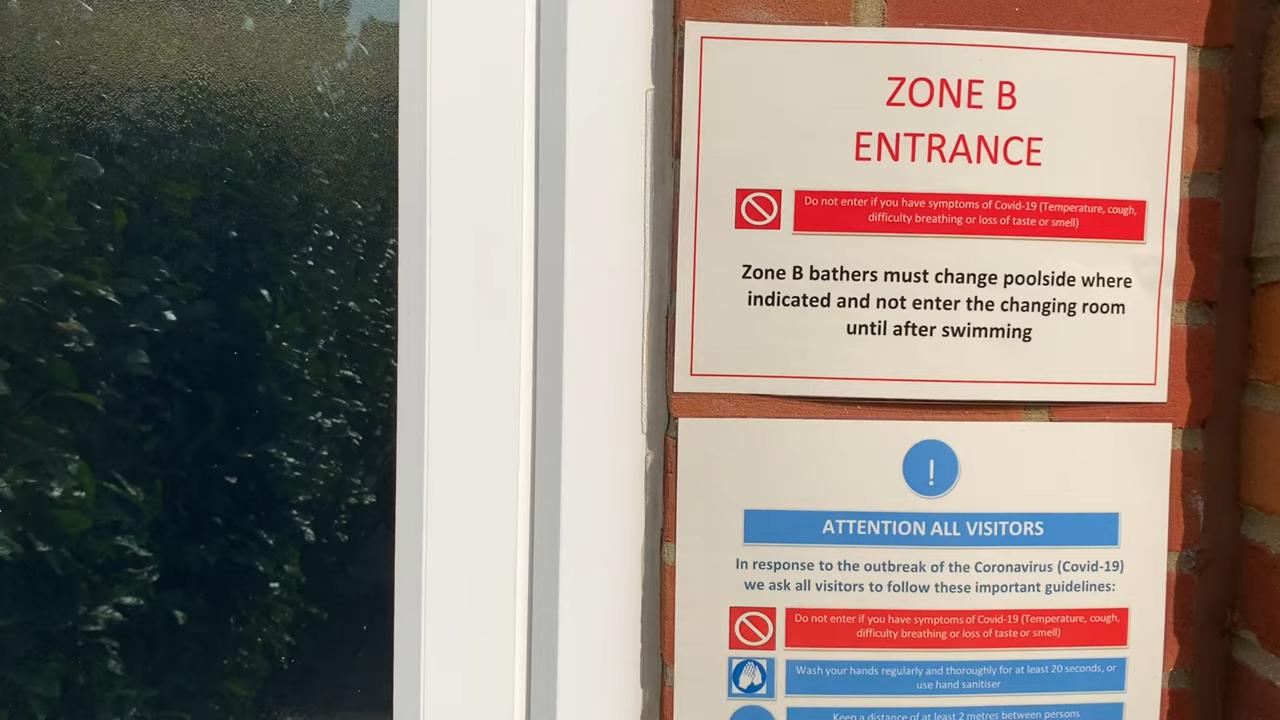 ZONE B
ENTRANCE
Do not enter if you have symptoms of Covid-19 (Temperature, cough,
difficulty breathing or loss of taste or smell)
Zone B bathers must change poolside where
indicated and not enter the changing room
until after swimming
!
ATTENTION ALL VISITORS
In response to the outbreak of the Coronavirus (Covid-19)
we ask all visitors to follow these important guidelines:
Do not enter if you have symptoms of Covid-19 (Temperature, cough,
difficulty breathing or loss of taste or smell)
Wash your hands regularly and thoroughly for at least 20 seconds, or
use hand sanitiser
Keep a distance of at least 2 metres between persons